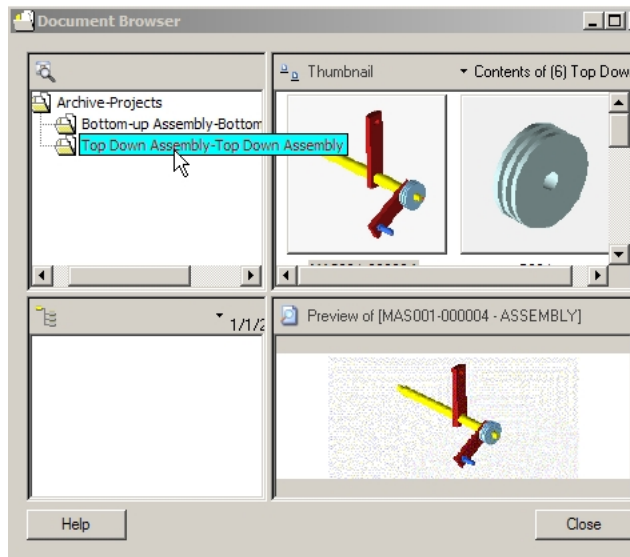 Document Browser
Thumbnail
Contents of (6) Top Dow
Archive-Projects
Bottom-up Assembly-Bottom
Top Down Assembly-Top Down Assembly
1/1/2
Preview of [MAS001-000004 - ASSEMBLY]
Help
Close